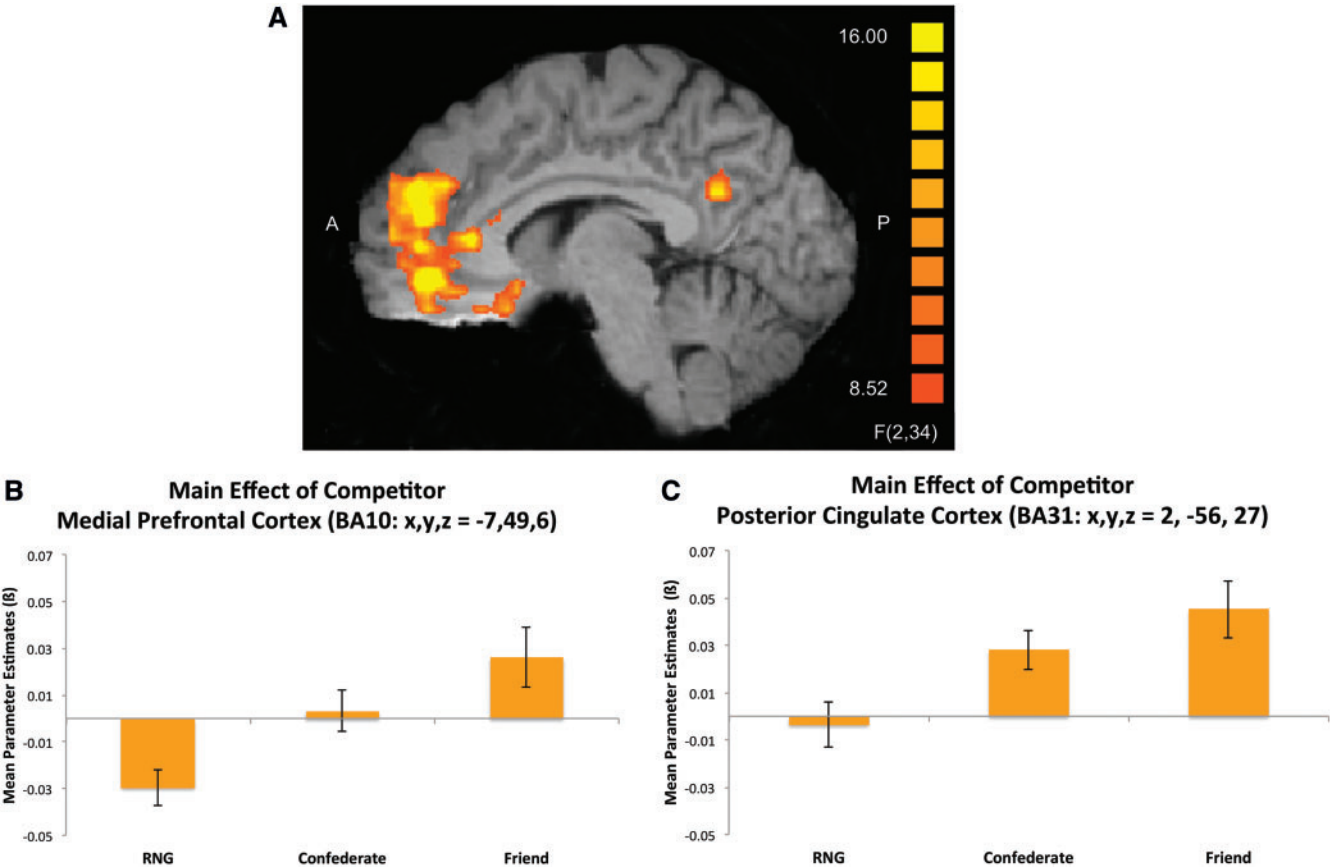 A
16.00
A
P
8.52
F(2,34)
B
Main Effect of Competitor
Medial Prefrontal Cortex (BA10: x,y,z = -7,49,6)
Mean Parameter Estimates (ß)
0.07
0.05
0.03
0.01
-0.01
-0.03
-0.05
RNG
Confederate
Friend
C
Main Effect of Competitor
Posterior Cingulate Cortex (BA31: x,y,z = 2, -56, 27)
Mean Parameter Estimates (ß)
0.07
0.05
0.03
0.01
-0.01
-0.03
-0.05
RNG
Confederate
Friend